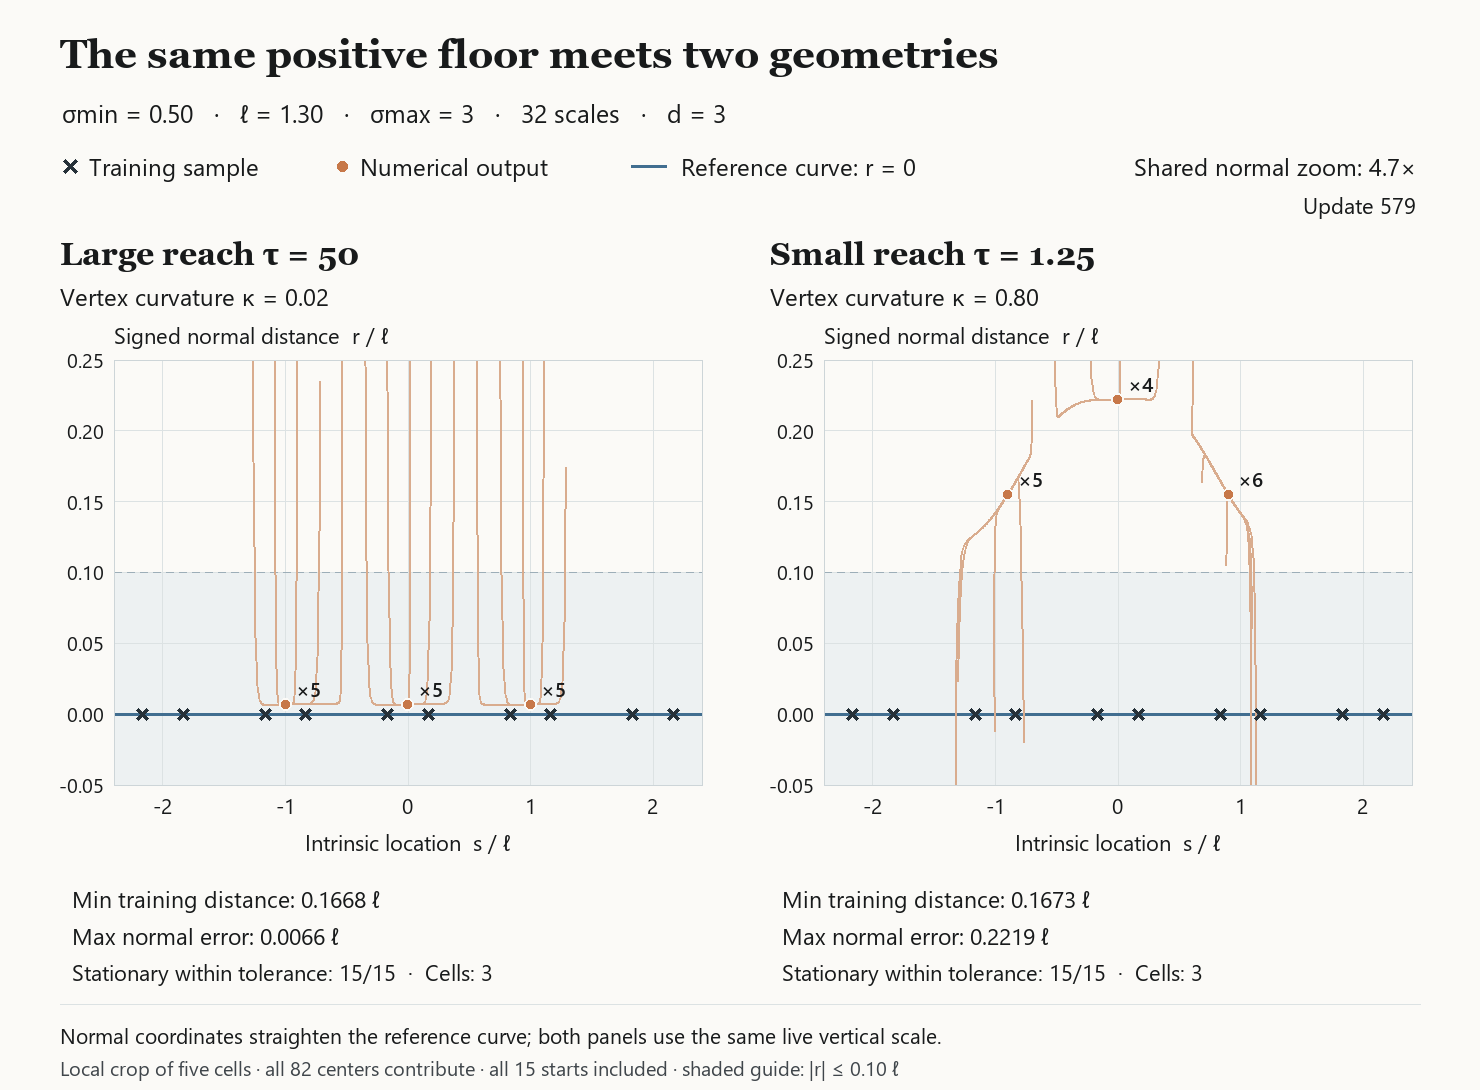 The same positive floor meets two geometries
σmin = 0.50 · ℓ = 1.30 · σmax = 3 · 32 scales · d = 3
Training sample
Numerical output
Reference curve: r = 0
Shared normal zoom: 4.7×
Update 579
Large reach τ = 50
Vertex curvature κ = 0.02
Signed normal distance r / ℓ
0.25
0.20
0.15
0.10
0.05
0.00
-0.05
×5
×5
×5
-2
-1
0
1
2
Intrinsic location s / ℓ
Min training distance: 0.1668 ℓ
Max normal error: 0.0066 ℓ
Stationary within tolerance: 15/15 · Cells: 3
Small reach τ = 1.25
Vertex curvature κ = 0.80
Signed normal distance r / ℓ
0.25
0.20
0.15
0.10
0.05
0.00
-0.05
×4
×5
×6
-2
-1
0
1
2
Intrinsic location s / ℓ
Min training distance: 0.1673 ℓ
Max normal error: 0.2219 ℓ
Stationary within tolerance: 15/15 · Cells: 3
Normal coordinates straighten the reference curve; both panels use the same live vertical scale.
Local crop of five cells · all 82 centers contribute · all 15 starts included · shaded guide: |r| ≤ 0.10 ℓ